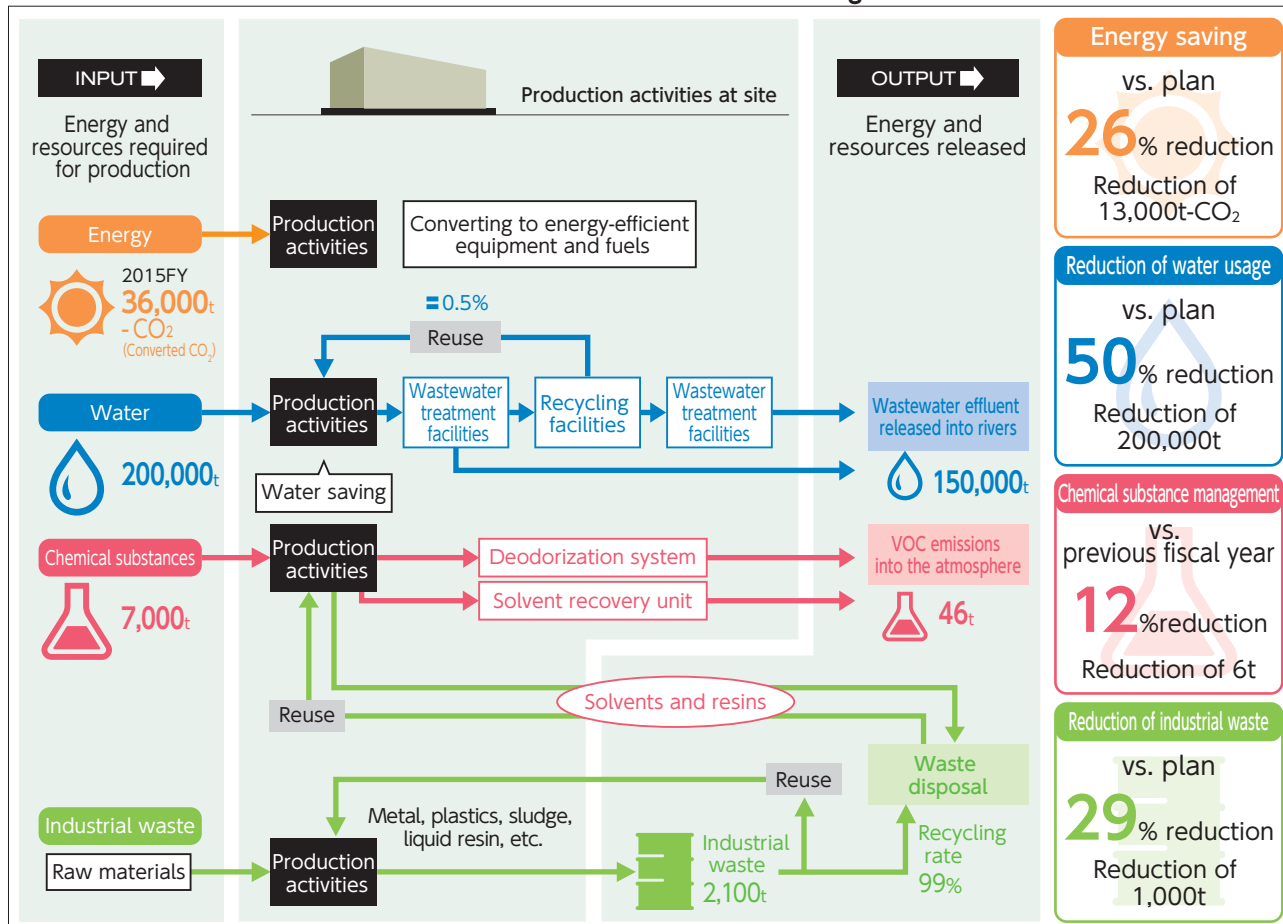 INPUT
Energy and
resources required
for production
Production activities at site
OUTPUT
Energy and
resources released
Energy
2015FY
36,000t
- CO₂
(Converted CO₂)
Production
activities
Converting to energy-efficient
equipment and fuels
= 0.5%
Reuse
Water
200,000t
Production
activities
Water saving
Wastewater
treatment
facilities
Recycling
facilities
Wastewater
treatment
facilities
Wastewater effluent
released into rivers
150,000t
Chemical substances
7,000t
Production
activities
Deodorization system
Solvent recovery unit
VOC emissions
into the atmosphere
46t
Solvents and resins
Reuse
Waste
disposal
Reuse
Industrial waste
Raw materials
Production
activities
Metal, plastics, sludge,
liquid resin, etc.
Industrial
waste
2,100t
Recycling
rate
99%
Energy saving
vs. plan
26% reduction
Reduction of
13,000t-CO₂
Reduction of water usage
vs. plan
50% reduction
Reduction of
200,000t
Chemical substance management
vs.
previous fiscal year
12%reduction
Reduction of 6t
Reduction of industrial waste
vs. plan
29% reduction
Reduction of
1,000t